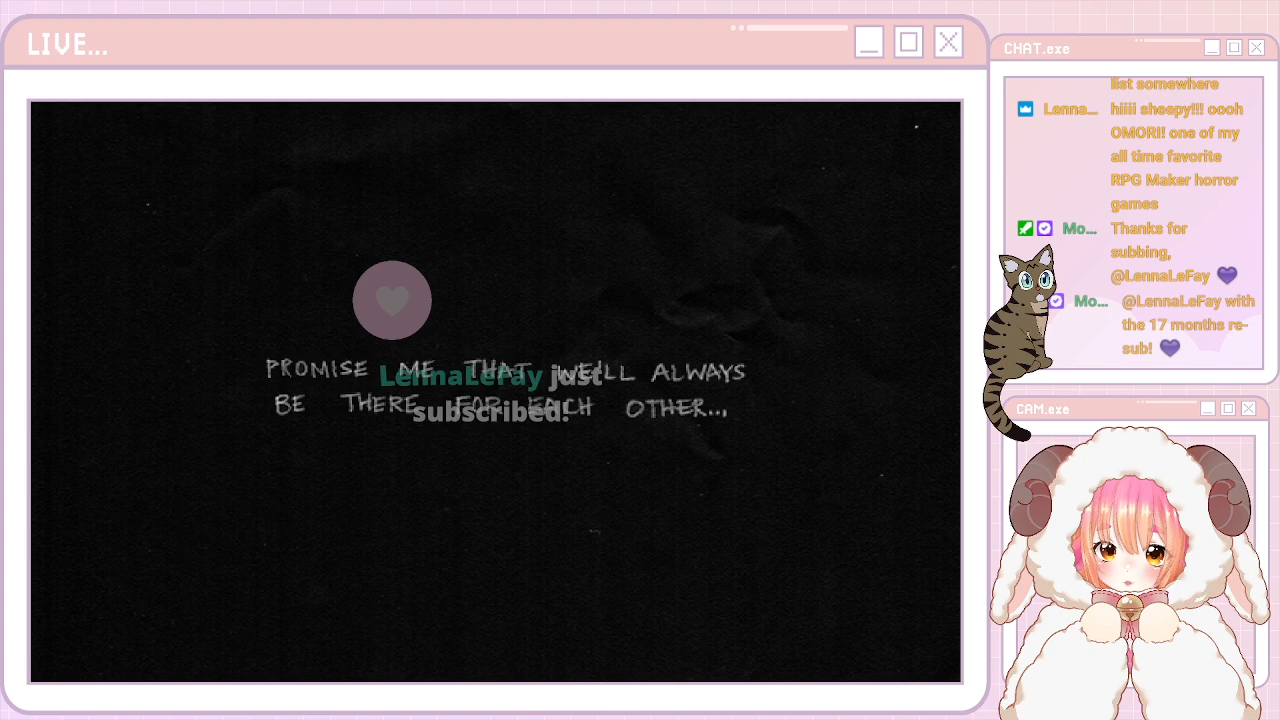 LIVE...
PROMISE ME THAT WE'LL ALWAYS
BE THERE FOR EACH OTHER...
LennaLeFay just
subscribed!
CHAT.exe
list somewhere
Lenna... hiiii sheepy!!! oooh
OMORI! one of my
all time favorite
RPG Maker horror
games
Mo... Thanks for
subbing,
@LennaLeFay
Mo... @LennaLeFay with
the 17 months re-
sub!
CAM.exe